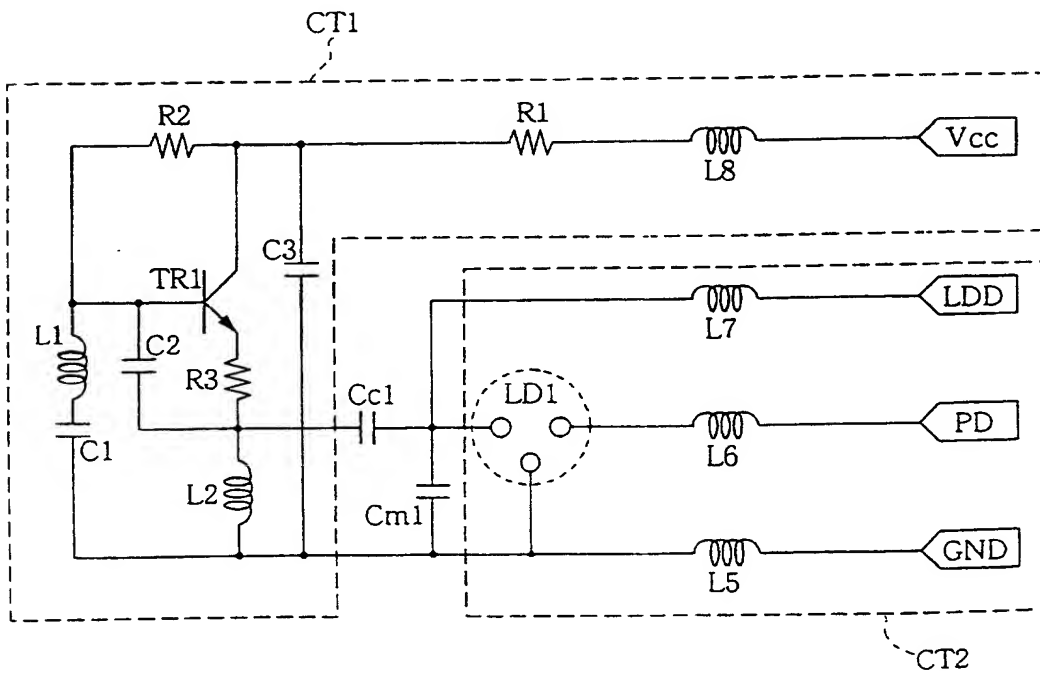 CT1
R2
R1
Vcc
L8
C3
TR1
LDD
L7
L1
C2
R3
Cc1
LD1
PD
C1
L6
L2
Cm1
GND
L5
CT2